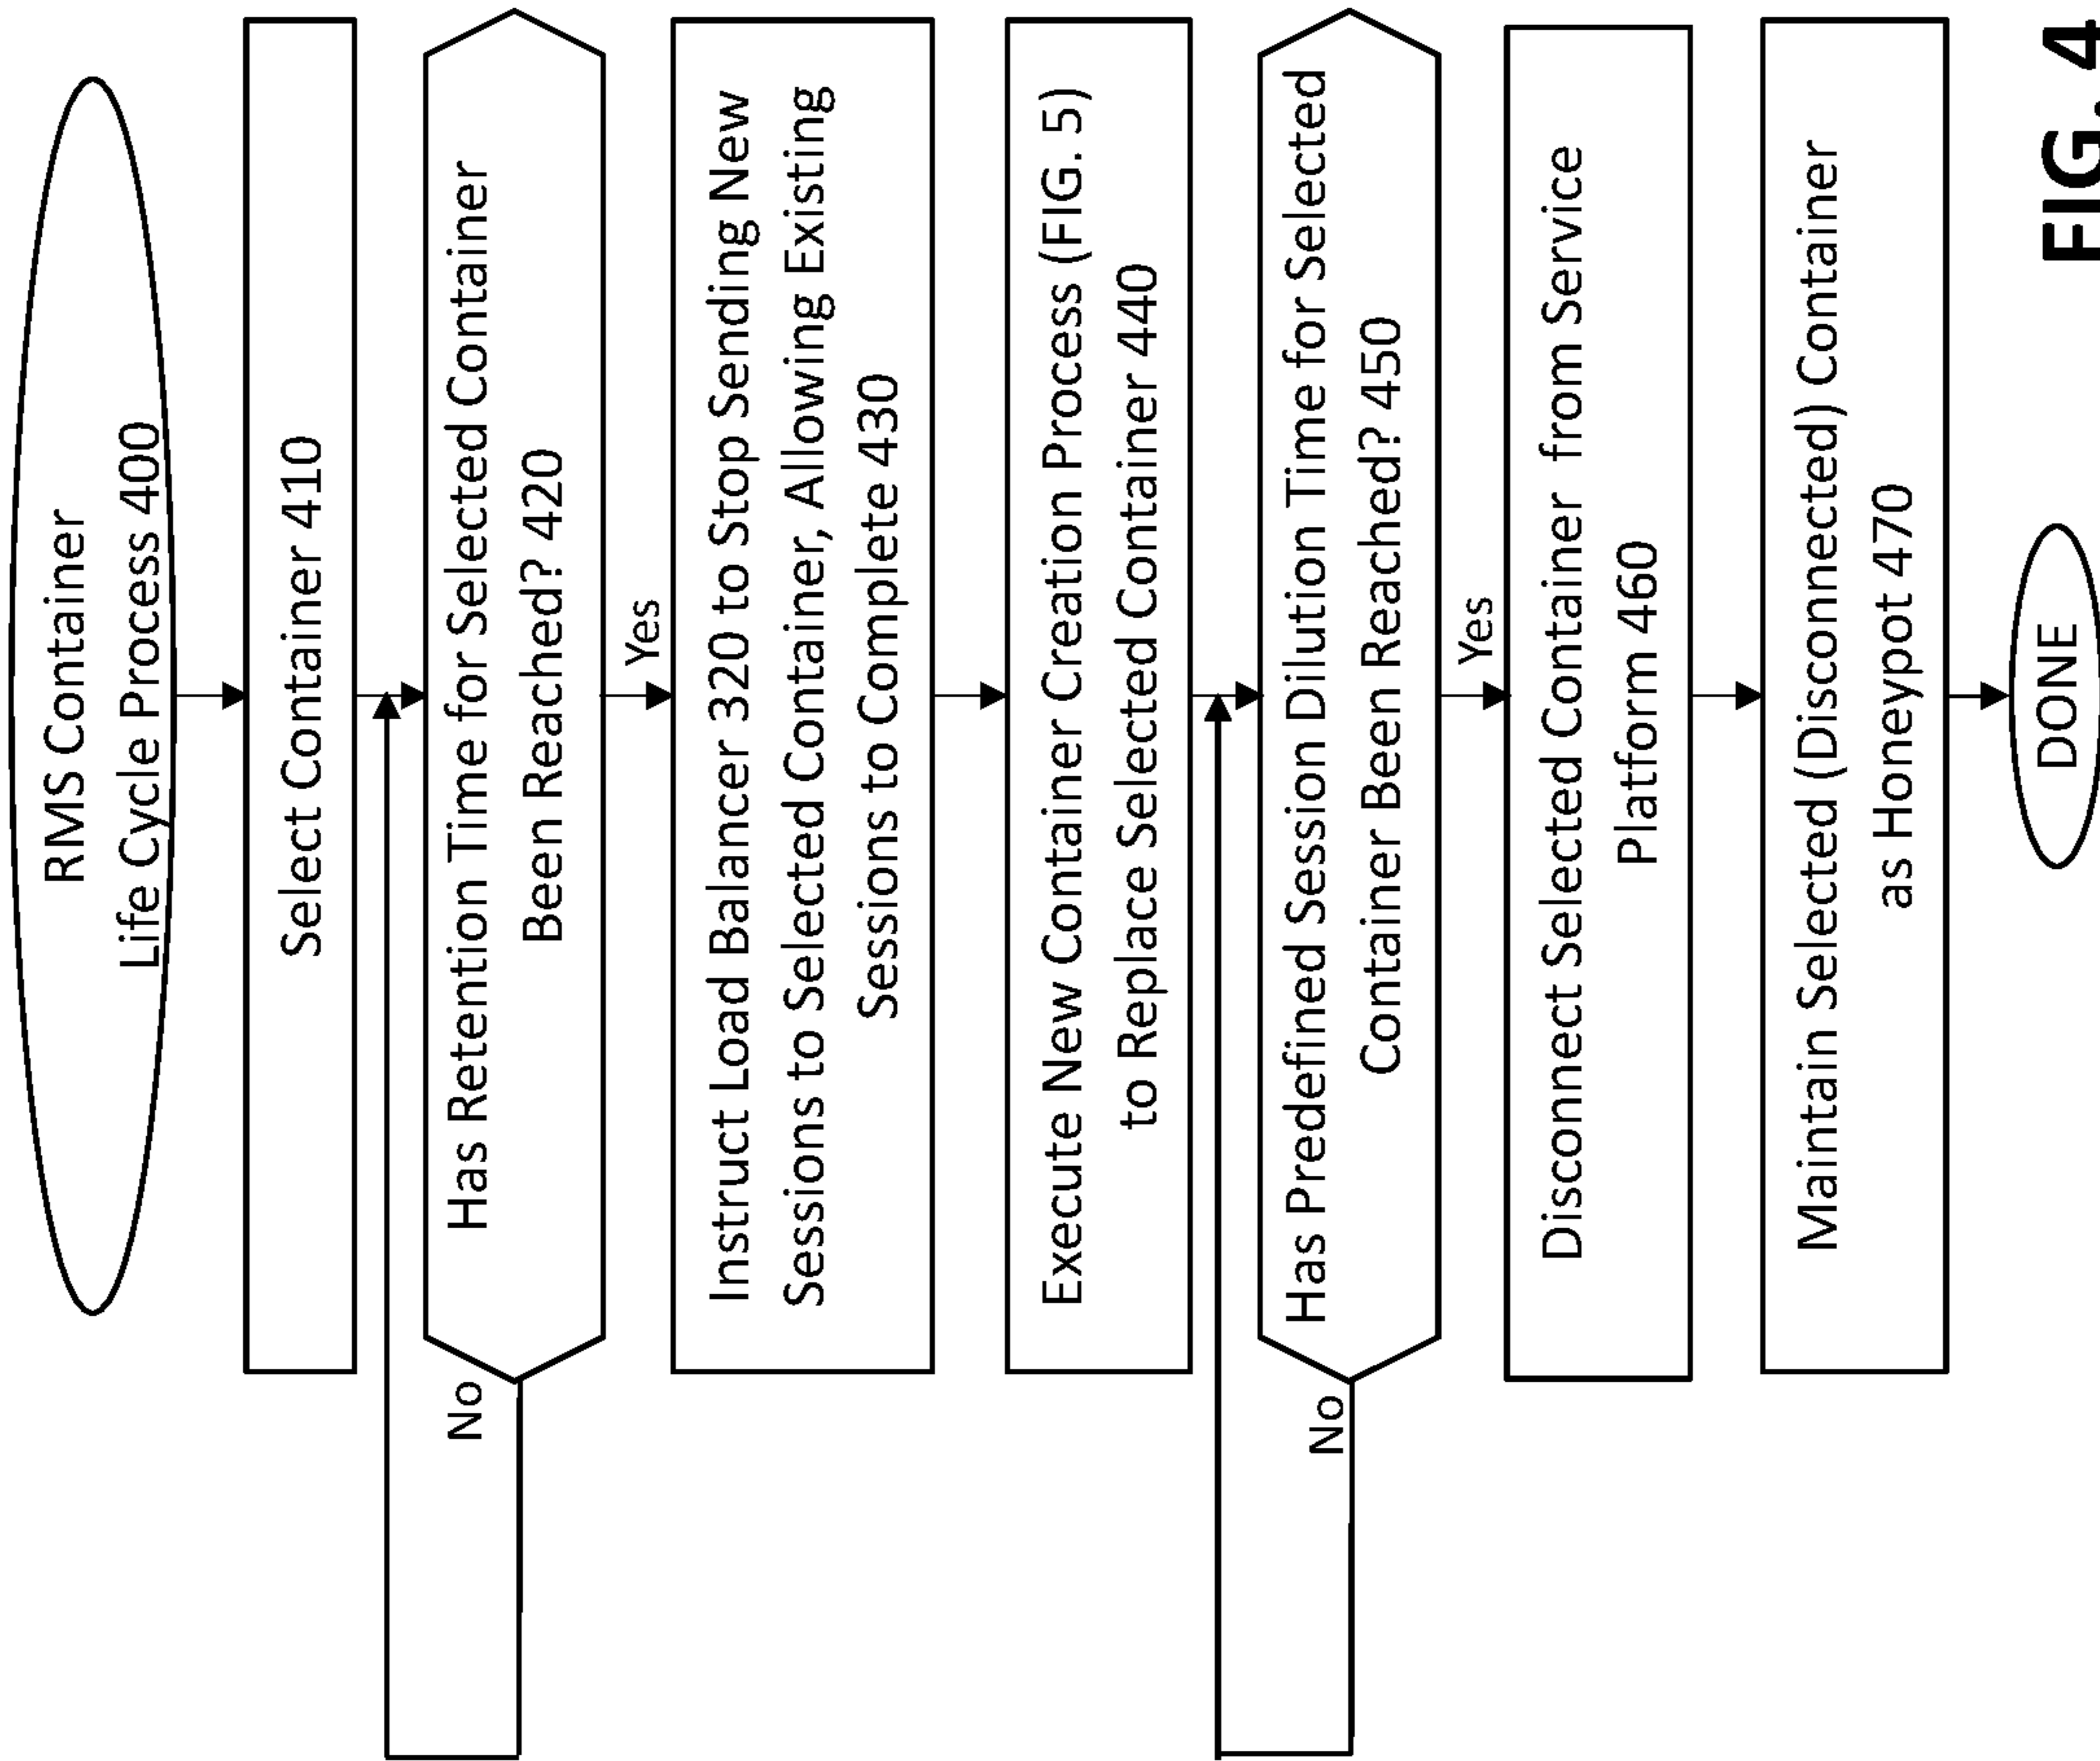 RMS Container
Life Cycle Process 400
Select Container 410
Has Retention Time for Selected Container
Been Reached? 420
No
Yes
Instruct Load Balancer 320 to Stop Sending New
Sessions to Selected Container, Allowing Existing
Sessions to Complete 430
Execute New Container Creation Process (FIG. 5)
to Replace Selected Container 440
Has Predefined Session Dilution Time for Selected
Container Been Reached? 450
No
Yes
Disconnect Selected Container from Service
Platform 460
Maintain Selected (Disconnected) Container
as Honeypot 470
DONE
FIG. 4